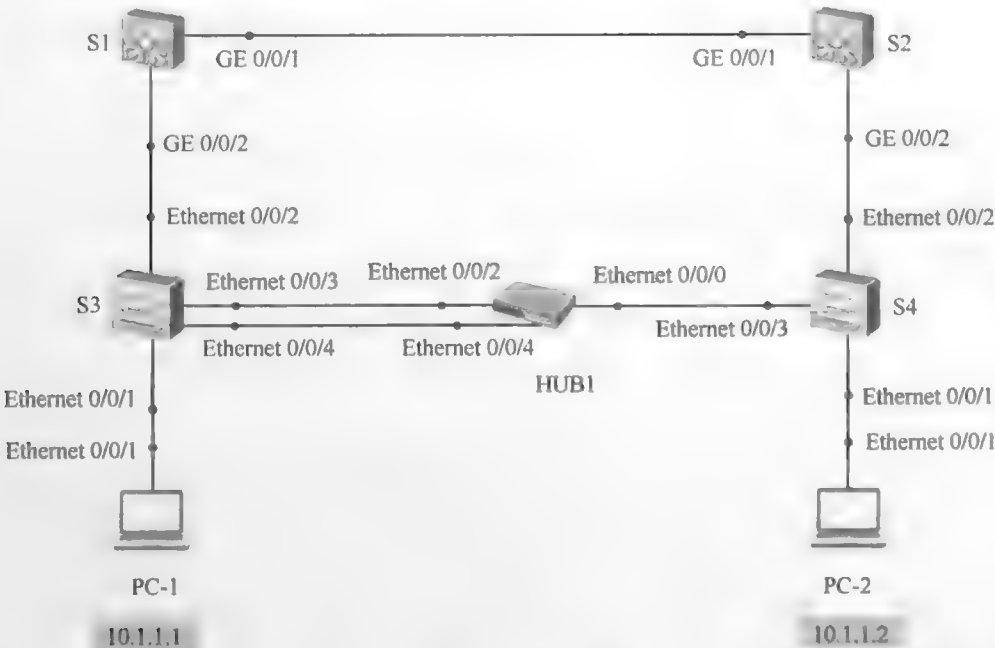 S1
GE 0/0/1
GE 0/0/1
S2
GE 0/0/2
GE 0/0/2
Ethernet 0/0/2
Ethernet 0/0/2
S3
Ethernet 0/0/3
Ethernet 0/0/2
Ethernet 0/0/0
S4
Ethernet 0/0/4
Ethernet 0/0/4
Ethernet 0/0/3
HUB1
Ethernet 0/0/1
Ethernet 0/0/1
Ethernet 0/0/1
Ethernet 0/0/1
PC-1
PC-2
10.1.1.1
10.1.1.2